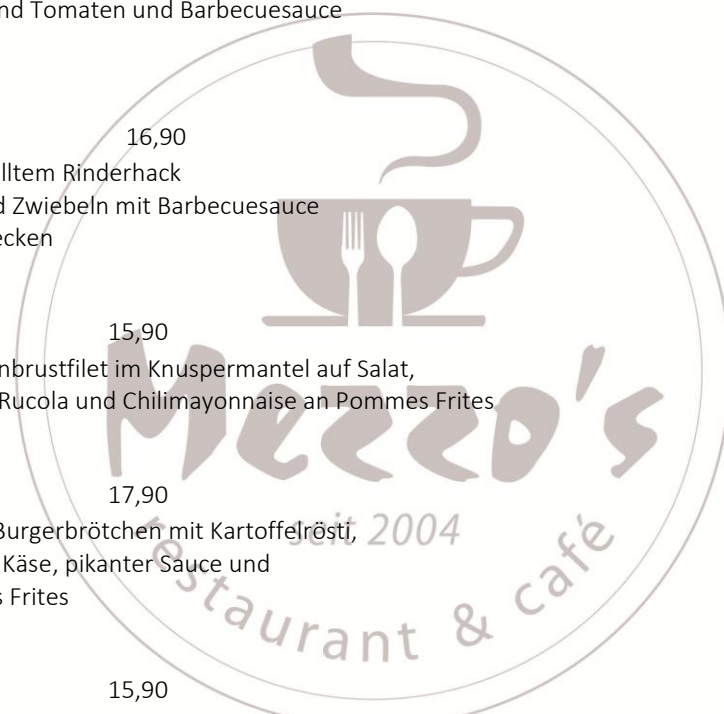 nd Tomaten und Barbecuesauce
16,90
lltem Rinderhack
d Zwiebeln mit Barbecuesauce
ecken
15,90
nbrustfilet im Knuspermantel auf Salat,
Rucola und Chilimayonnaise an Pommes Frites
17,90
Burgerbrötchen mit Kartoffelrösti,
Käse, pikanter Sauce und
s Frites
15,90
Mezzo's
seit 2004
restaurant & café